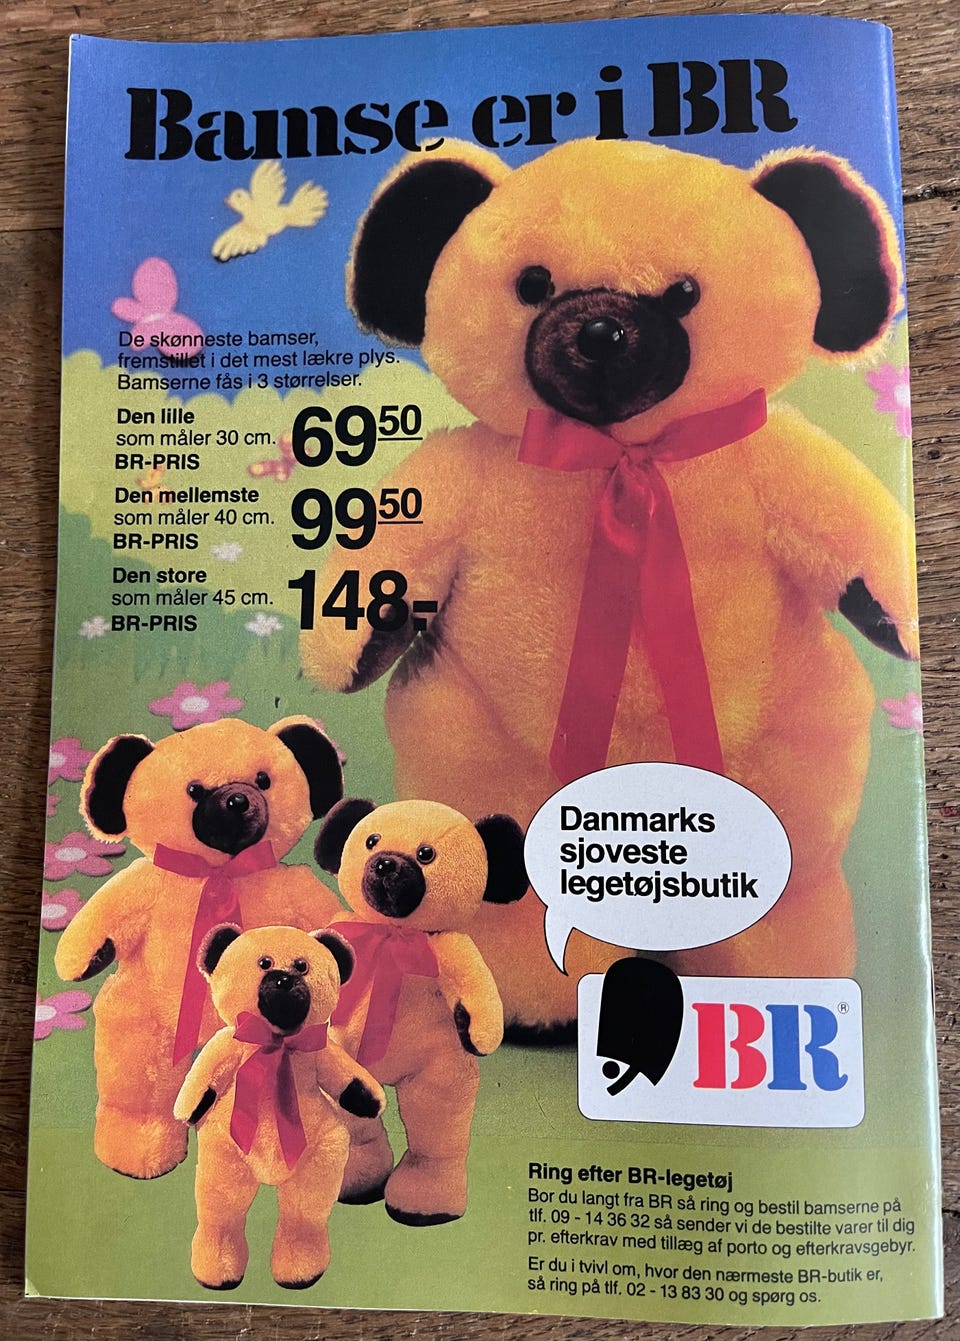 Bamse er i BR
De skønneste bamser,
fremstillet i det mest lækre plys.
Bamserne fås i 3 størrelser.
Den lille
som måler 30 cm.
BR-PRIS
69 50
Den mellemste
som måler 40 cm.
BR-PRIS
99 50
Den store
som måler 45 cm.
BR-PRIS
148,-
Danmarks
sjoveste
legetøjsbutik
BR®
Ring efter BR-legetøj
Bor du langt fra BR så ring og bestil bamserne på
tlf. 09 - 14 36 32 så sender vi de bestilte varer til dig
pr. efterkrav med tillæg af porto og efterkravsgebyr.
Er du i tvivl om, hvor den nærmeste BR-butik er,
så ring på tlf. 02 - 13 83 30 og spørg os.